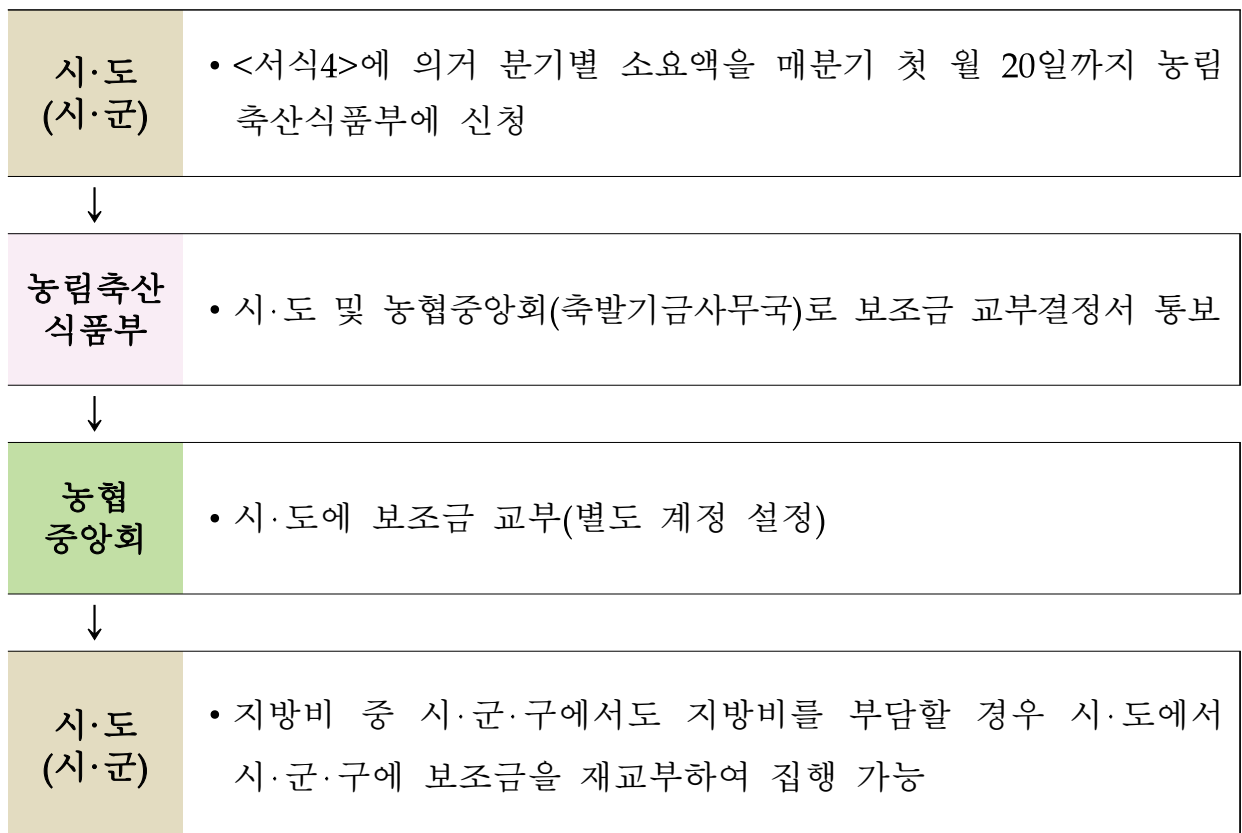 시·도
(시·군)
• <서식4>에 의거 분기별 소요액을 매분기 첫 월 20일까지 농림
축산식품부에 신청
↓
농림축산
식품부
• 시·도 및 농협중앙회(축발기금사무국)로 보조금 교부결정서 통보
↓
농협
중앙회
• 시·도에 보조금 교부(별도 계정 설정)
↓
시·도
(시·군)
• 지방비 중 시·군·구에서도 지방비를 부담할 경우 시·도에서
시·군·구에 보조금을 재교부하여 집행 가능